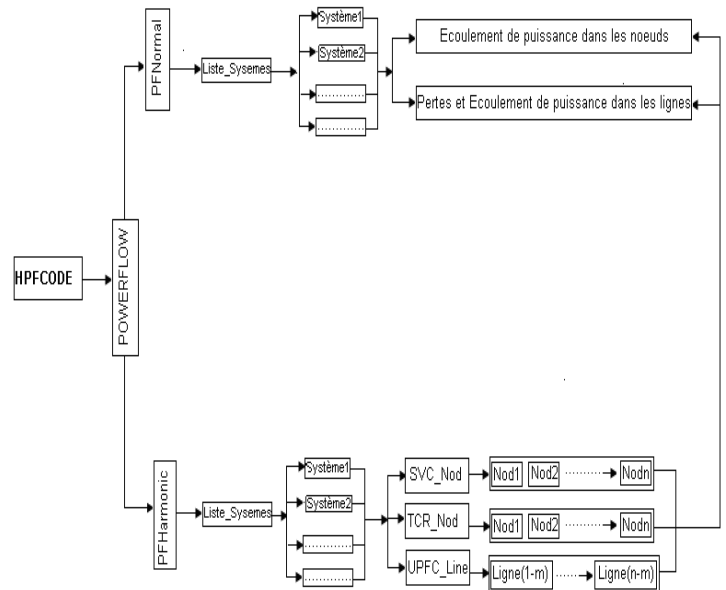 HPFCODE
POWERFLOW
PFNormal
Liste_Sysemes
Système1
Système2
..............
..............
Ecoulement de puissance dans les noeuds
Pertes et Ecoulement de puissance dans les lignes
PFHarmonic
Liste_Sysemes
Système1
Système2
..............
..............
SVC_Nod
Nod1 Nod2 ........ Nodn
TCR_Nod
Nod1 Nod2 ........ Nodn
UPFC_Line
Ligne(1-m) ...... Ligne(n-m)